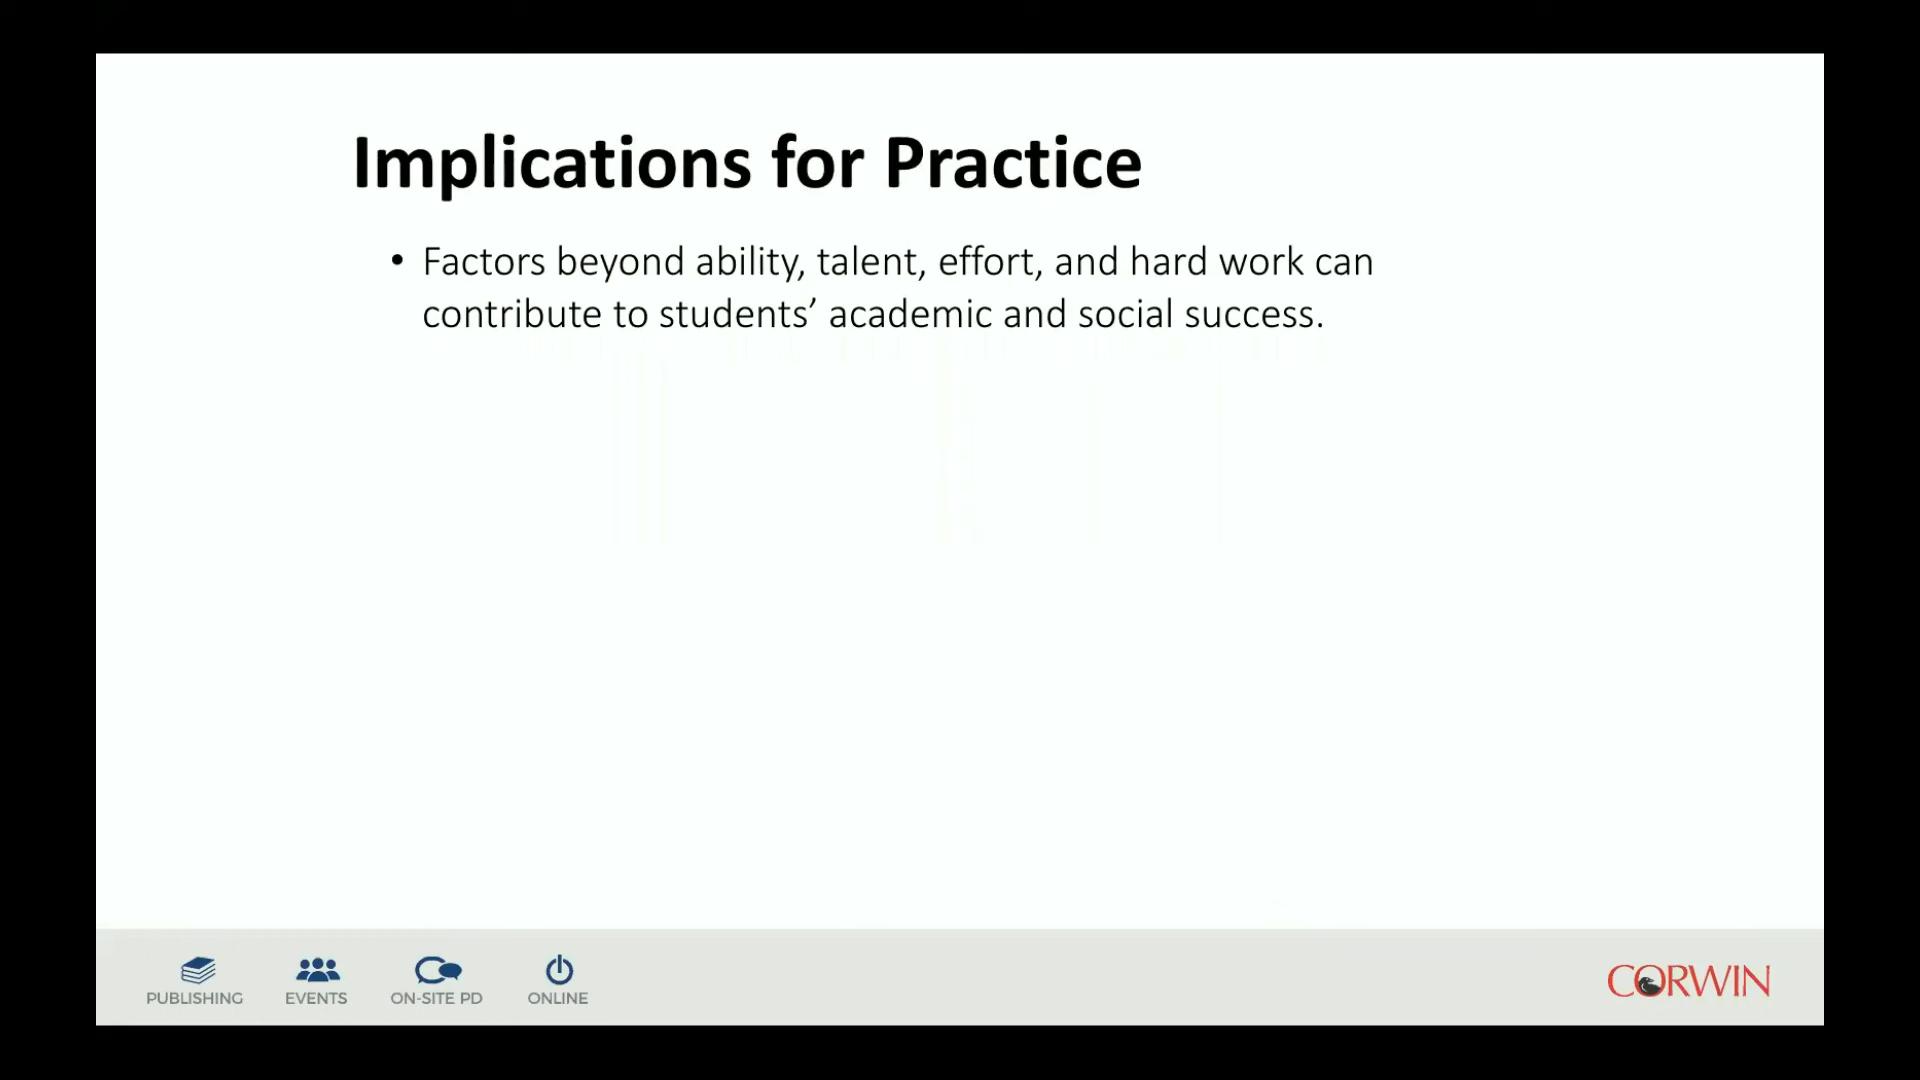 Implications for Practice
• Factors beyond ability, talent, effort, and hard work can
contribute to students’ academic and social success.
PUBLISHING
EVENTS
ON-SITE PD
ONLINE
CORWIN